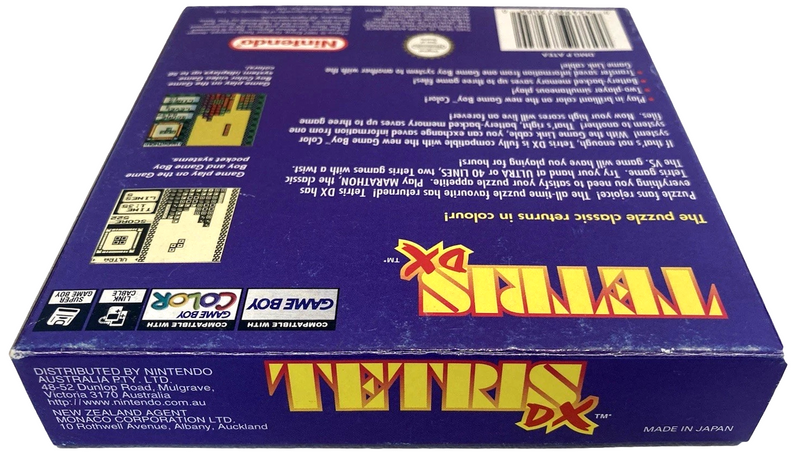 TETRIS DX™
The puzzle classic returns in colour!
Puzzle fans rejoice! The all-time puzzle favourite has returned! Tetris DX has
everything you need to satisfy your puzzle appetite. Play MARATHON, the classic
Tetris game. Try your hand at ULTRA or 40 LINES, two Tetris games with a twist.
The VS. game will have you playing for hours!
If that's not enough, Tetris DX is fully compatible with the new Game Boy® Color
system! With the Game Link cable, you can exchange saved information from one
system to another! That's right, battery-backed memory saves up to three game
files. Now your high scores will live on forever!
• Play in brilliant color on the new Game Boy® Color!
• Two-player simultaneous play!
• Battery-backed memory saves up to three game files!
• Transfer saved information from one Game Boy system to another with the
Game Link cable!
COMPATIBLE WITH
GAME BOY
COMPATIBLE WITH
GAME BOY
COLOR
LINK
CABLE
SUPER
GAME BOY
ULTRA
SCORE
522
TIME
LINES
Game play on the Game
Boy and Game Boy
pocket systems.
Game play on the Game
Boy Color video Game
system (displays up to
colors).
Nintendo®
DMG P ATEA
DISTRIBUTED BY NINTENDO
AUSTRALIA PTY. LTD.
48-52 Dunlop Road, Mulgrave,
Victoria 3170 Australia
http://www.nintendo.com.au
NEW ZEALAND AGENT
MONACO CORPORATION LTD.
10 Rothwell Avenue, Albany, Auckland
TETRIS DX™
MADE IN JAPAN